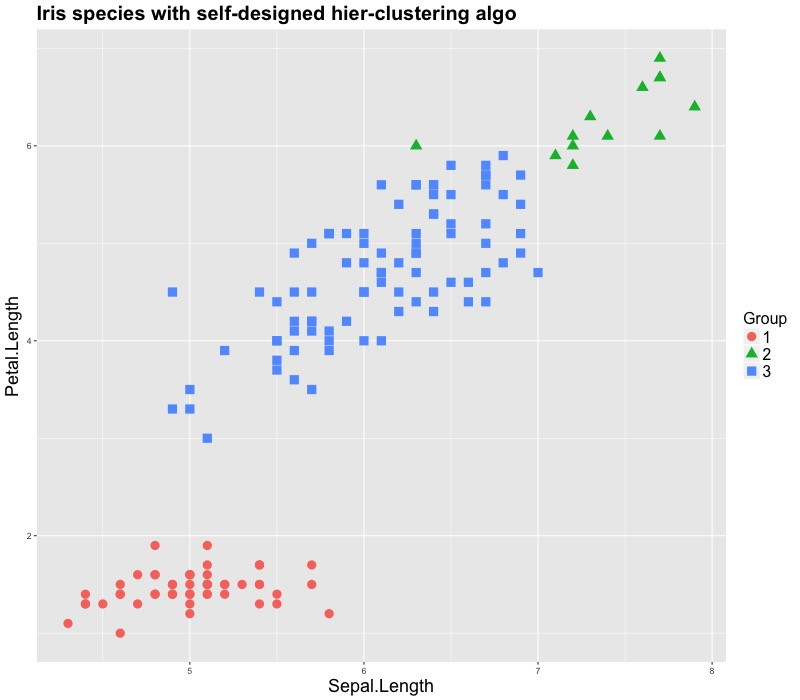 Iris species with self-designed hier-clustering algo
6
4
2
Petal.Length
5 6 7 8
Sepal.Length
Group
1
2
3